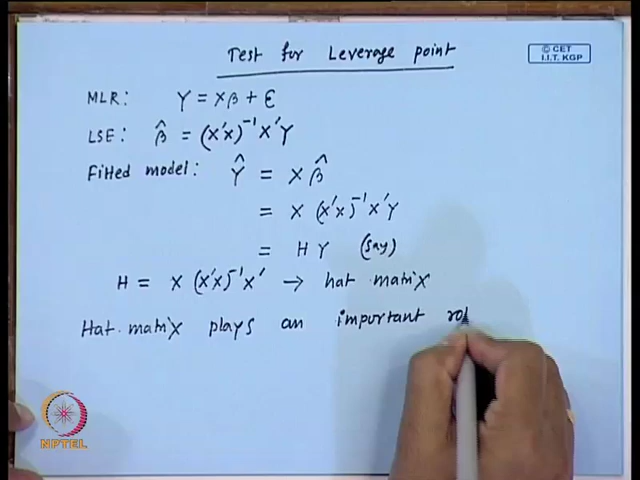 Test for Leverage point
© CET
I.I.T. KGP
MLR: Y = Xβ + ε
LSE: β̂ = (X'X)⁻¹X'Y
Fitted model: Ŷ = Xβ̂
= X (X'X)⁻¹X'Y
= HY (say)
H = X (X'X)⁻¹X' → hat matrix
Hat matrix plays an important rol
NPTEL